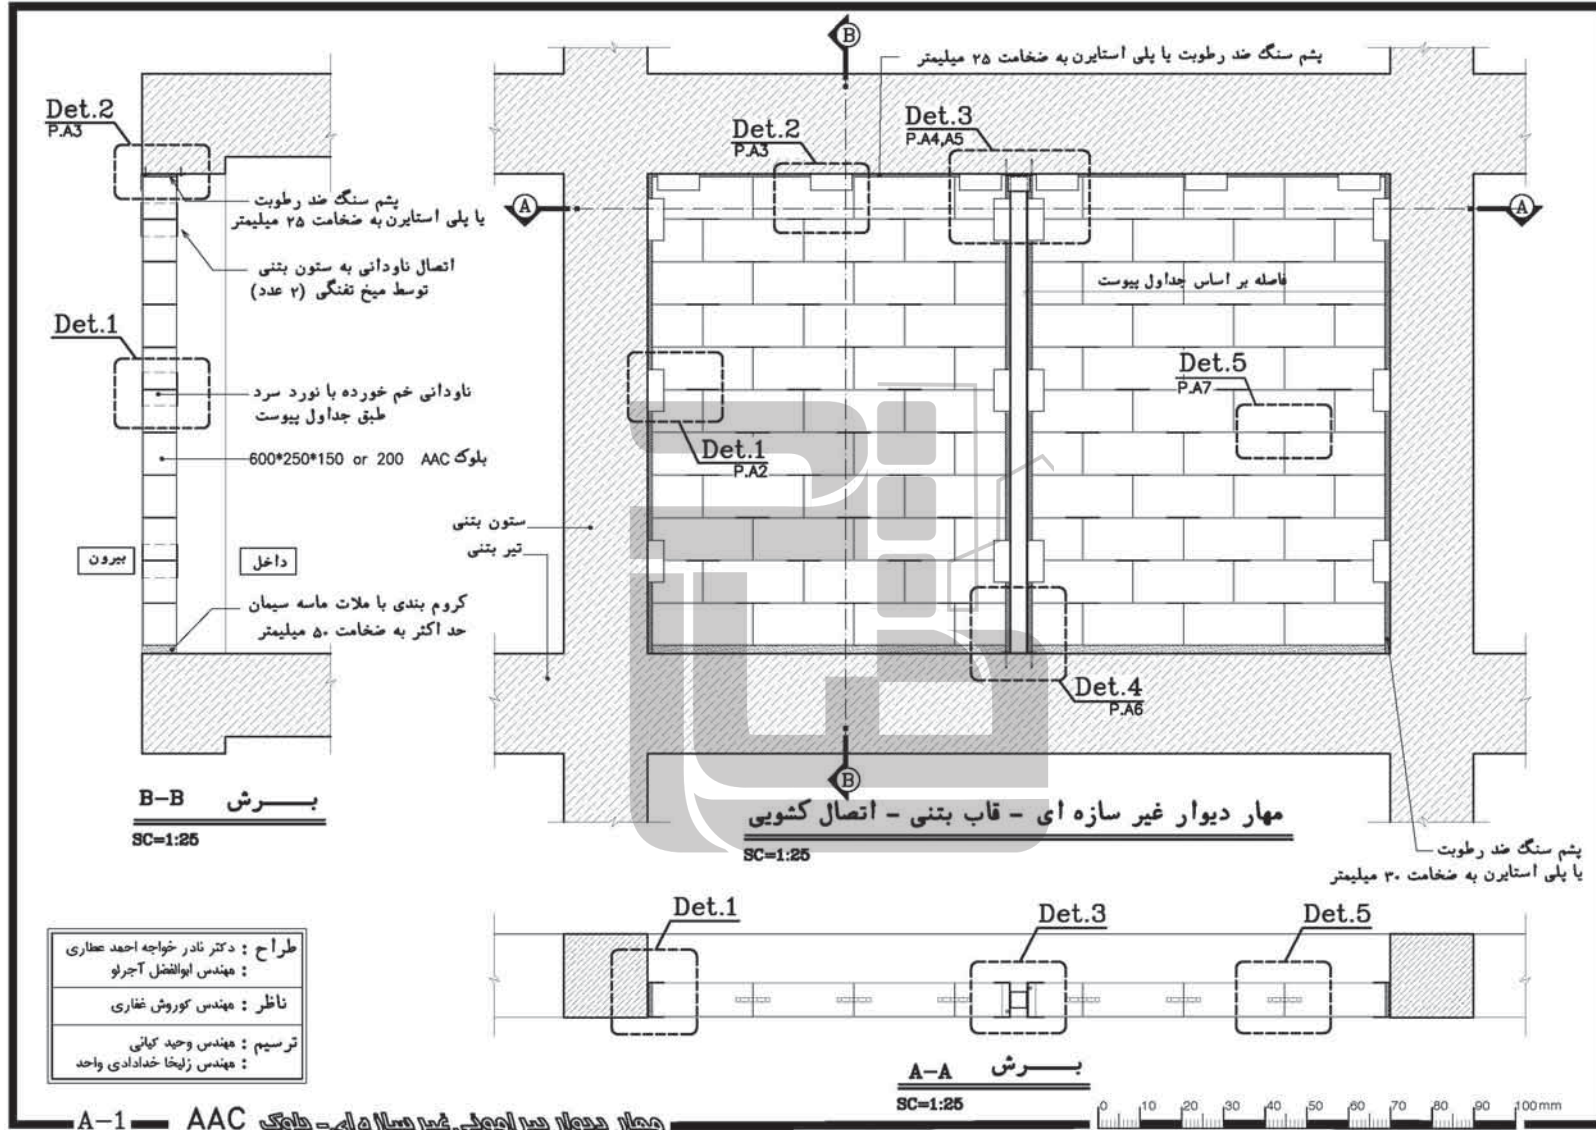 B
پشم سنگ ضد رطوبت یا پلی استایرن به ضخامت ۲۵ میلیمتر
Det.2
P.A3
Det.2
P.A3
Det.3
P.A4,A5
پشم سنگ ضد رطوبت
یا پلی استایرن به ضخامت ۲۵ میلیمتر
A
A
اتصال ناودانی به ستون بتنی
توسط میخ تفنگی (۲ عدد)
فاصله بر اساس جداول پیوست
Det.1
ناودانی خم خورده با نورد سرد
طبق جداول پیوست
Det.5
P.A7
Det.1
P.A2
600*250*150 or 200 AAC بلوک
ستون بتنی
تیر بتنی
بیرون
داخل
کروم بندی با ملات ماسه سیمان
حد اکثر به ضخامت ۵۰ میلیمتر
Det.4
P.A6
B
B-B برش
SC=1:25
مهار دیوار غیر سازه ای - قاب بتنی - اتصال کشویی
SC=1:25
پشم سنگ ضد رطوبت
یا پلی استایرن به ضخامت ۳۰ میلیمتر
Det.1
Det.3
Det.5
طراح : دکتر نادر خواجه احمد عطاری
: مهندس ابوالفضل آجرلو
ناظر : مهندس کوروش غفاری
ترسیم : مهندس وحید کیانی
: مهندس زلیخا خدادادی واحد
A-A برش
SC=1:25
A-1
مهار دیوار پیرامونی غیر سازه ای - بلوک AAC
0 10 20 30 40 50 60 70 80 90 100mm